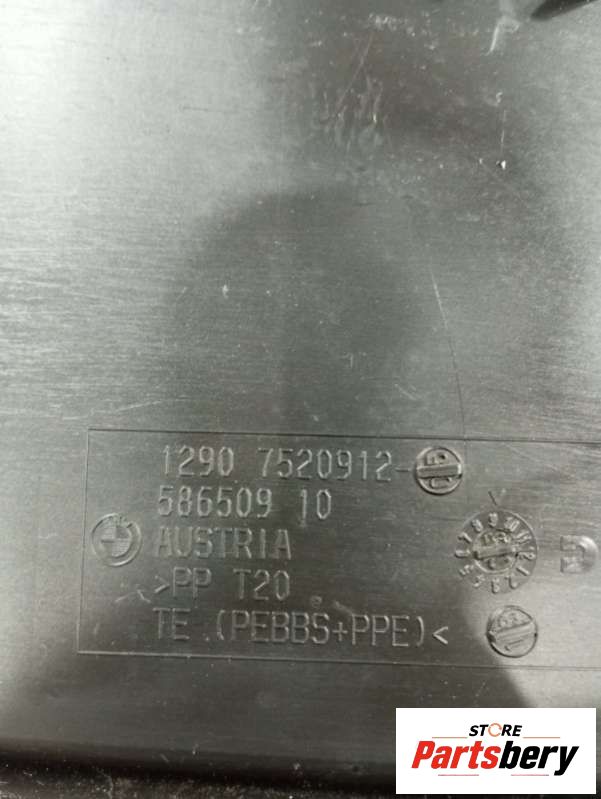 1290 7520912-
586509 10
AUSTRIA
>PP T20
TE (PEBBS+PPE)<
STORE
Partsbery